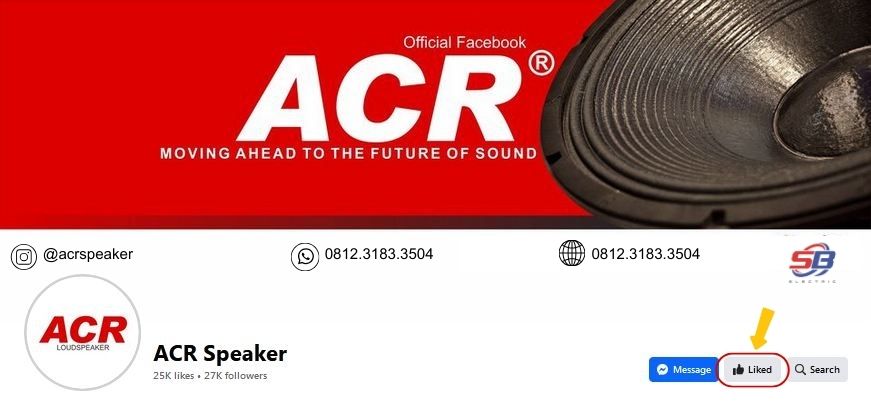 Official Facebook
ACR®
MOVING AHEAD TO THE FUTURE OF SOUND
@acrspeaker
0812.3183.3504
0812.3183.3504
SB
ELECTRIC
ACR
LOUDSPEAKER
ACR Speaker
25K likes • 27K followers
Message
Liked
Search